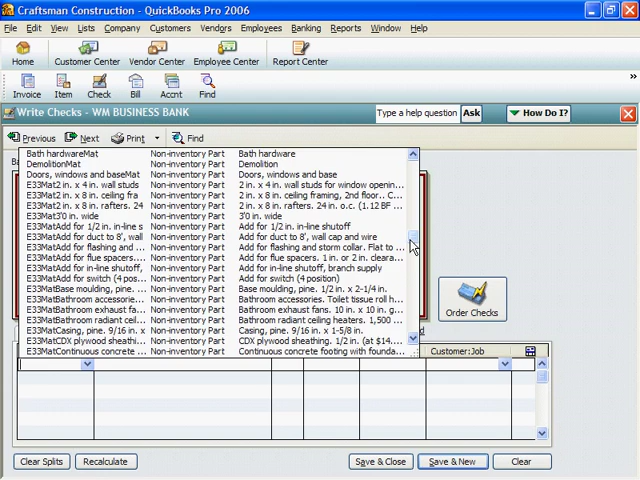 Craftsman Construction - QuickBooks Pro 2006
File Edit View Lists Company Customers Vendors Employees Banking Reports Window Help
Home Customer Center Vendor Center Employee Center Report Center
Invoice Item Check Bill Accnt Find
Write Checks - WM BUSINESS BANK Type a help question Ask How Do I?
Previous Next Print Find
Bath hardwareMat Non-inventory Part Bath hardware
DemolitionMat Non-inventory Part Demolition
Doors, windows and baseMat Non-inventory Part Doors, windows and base
E33Mat2 in. x 4 in. wall studs Non-inventory Part 2 in. x 4 in. wall studs for window openin...
E33Mat2 in. x 8 in. ceiling fra Non-inventory Part 2 in. x 8 in. ceiling framing, 2nd floor.. C...
E33Mat2 in. x 8 in. rafters. 24 Non-inventory Part 2 in. x 8 in. rafters. 24 in. o.c. (1.12 BF ...
E33Mat3'0 in. wide Non-inventory Part 3'0 in. wide
E33MatAdd for 1/2 in. in-line s Non-inventory Part Add for 1/2 in. in-line shutoff
E33MatAdd for duct to 8', wall Non-inventory Part Add for duct to 8', wall cap and wire
E33MatAdd for flashing and ... Non-inventory Part Add for flashing and storm collar. Flat to ...
E33MatAdd for flue spacers.... Non-inventory Part Add for flue spacers. 1 in. or 2 in. cleara...
E33MatAdd for in-line shutoff, Non-inventory Part Add for in-line shutoff, branch supply
E33MatAdd for switch (4 pos... Non-inventory Part Add for switch (4 position)
E33MatBase moulding, pine. Non-inventory Part Base moulding, pine. 1/2 in. x 2-1/4 in.
E33MatBathroom accessorie... Non-inventory Part Bathroom accessories. Toilet tissue roll h...
E33MatBathroom exhaust fa... Non-inventory Part Bathroom exhaust fans. 10 in. x 10 in. g...
E33MatBathroom radiant ceil... Non-inventory Part Bathroom radiant ceiling heaters. 1,500 ...
E33MatCasing, pine. 9/16 in. x Non-inventory Part Casing, pine. 9/16 in. x 1-5/8 in.
E33MatCDX plywood sheathi... Non-inventory Part CDX plywood sheathing. 1/2 in. (at $14....
E33MatContinuous concrete ... Non-inventory Part Continuous concrete footing with founda...
Order Checks
Customer:Job
Clear Splits Recalculate Save & Close Save & New Clear